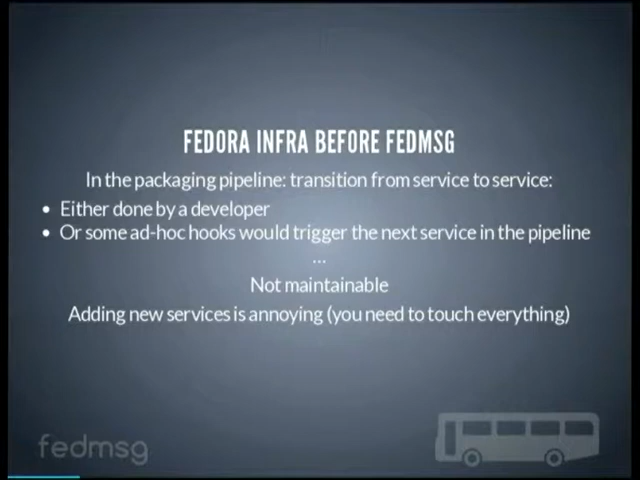 FEDORA INFRA BEFORE FEDMSG
In the packaging pipeline: transition from service to service:
• Either done by a developer
• Or some ad-hoc hooks would trigger the next service in the pipeline
...
Not maintainable
Adding new services is annoying (you need to touch everything)
fedmsg